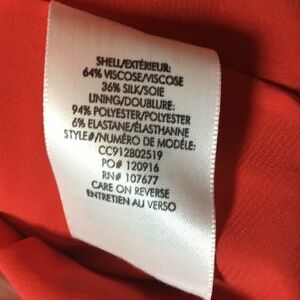 SHELL/EXTÉRIEUR:
64% VISCOSE/VISCOSE
36% SILK/SOIE
LINING/DOUBLURE:
94% POLYESTER/POLYESTER
6% ELASTANE/ÉLASTHANNE
STYLE#/NUMÉRO DE MODÈLE:
CC912802519
PO# 120916
RN# 107677
CARE ON REVERSE
ENTRETIEN AU VERSO